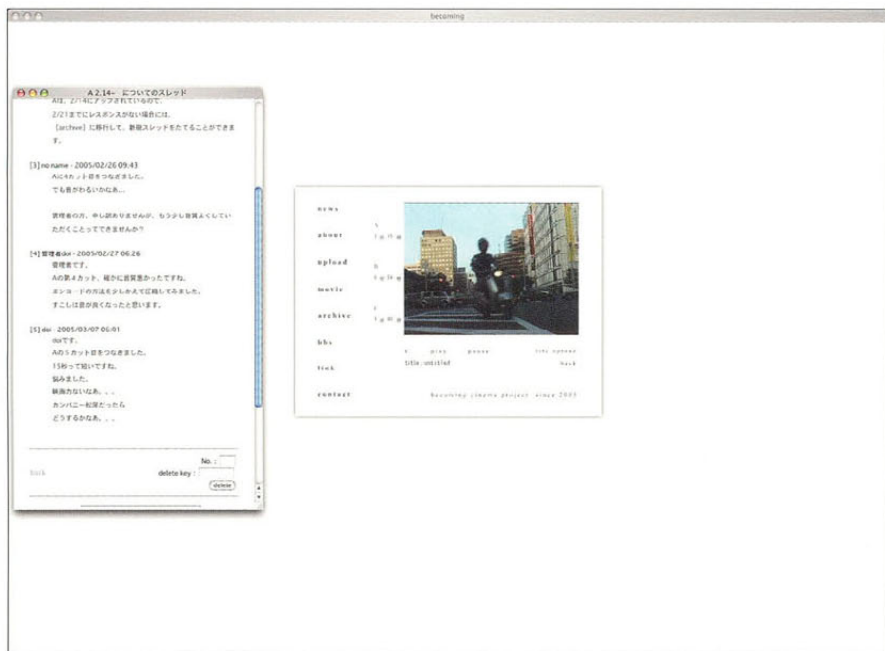 becoming
A 2.14~ についてのスレッド
Aは、2/14にアップされているので、
2/21までにレスポンスがない場合には、
[archive] に移行して、新規スレッドをたてることができま
す。
[3] no name - 2005/02/26 09:43
Aに4カット目をつなぎました。
でも音がわるいかなあ...
管理者の方、申し訳ありませんが、もう少し音質よくしてい
ただくことってできませんか?
[4] 管理者doi - 2005/02/27 06:26
管理者です。
Aの第4カット、確かに音質悪かったですね。
エンコードの方法を少しかえて圧縮してみました。
すこしは音が良くなったと思います。
[5] doi - 2005/03/07 06:01
doiです。
Aの5カット目をつなぎました。
15秒って短いですね。
悩みました。
映画力ないなあ。。。
カンパニー松尾だったら
どうするかなあ。。。
No. :
back
delete key :
delete
news
about
upload
movie
archive
bbs
link
contact
play
pause
title:untitled
back
becoming cinema project since 2005